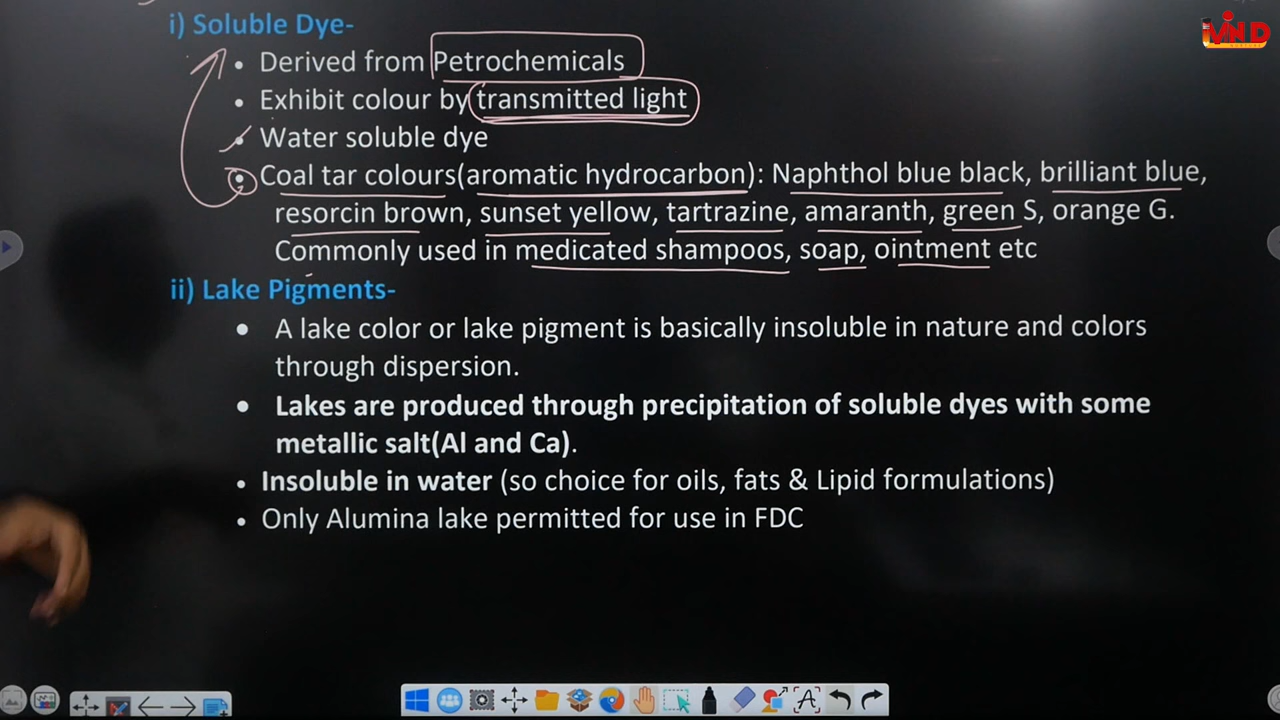 i) Soluble Dye-
• Derived from Petrochemicals
• Exhibit colour by transmitted light
• Water soluble dye
• Coal tar colours(aromatic hydrocarbon): Naphthol blue black, brilliant blue,
resorcin brown, sunset yellow, tartrazine, amaranth, green S, orange G.
Commonly used in medicated shampoos, soap, ointment etc
ii) Lake Pigments-
• A lake color or lake pigment is basically insoluble in nature and colors
through dispersion.
• Lakes are produced through precipitation of soluble dyes with some
metallic salt(Al and Ca).
• Insoluble in water (so choice for oils, fats & Lipid formulations)
• Only Alumina lake permitted for use in FDC